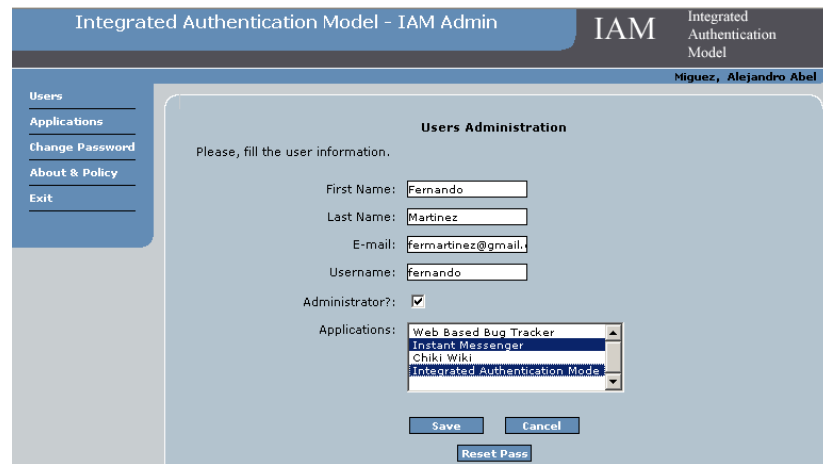 Integrated Authentication Model - IAM Admin
IAM
Integrated
Authentication
Model
Miguez, Alejandro Abel
Users
Applications
Change Password
About & Policy
Exit
Users Administration
Please, fill the user information.
First Name: Fernando
Last Name: Martinez
E-mail: fermartinez@gmail.
Username: fernando
Administrator?:
Applications: Web Based Bug Tracker
Instant Messenger
Chiki Wiki
Integrated Authentication Mode
Save Cancel
Reset Pass